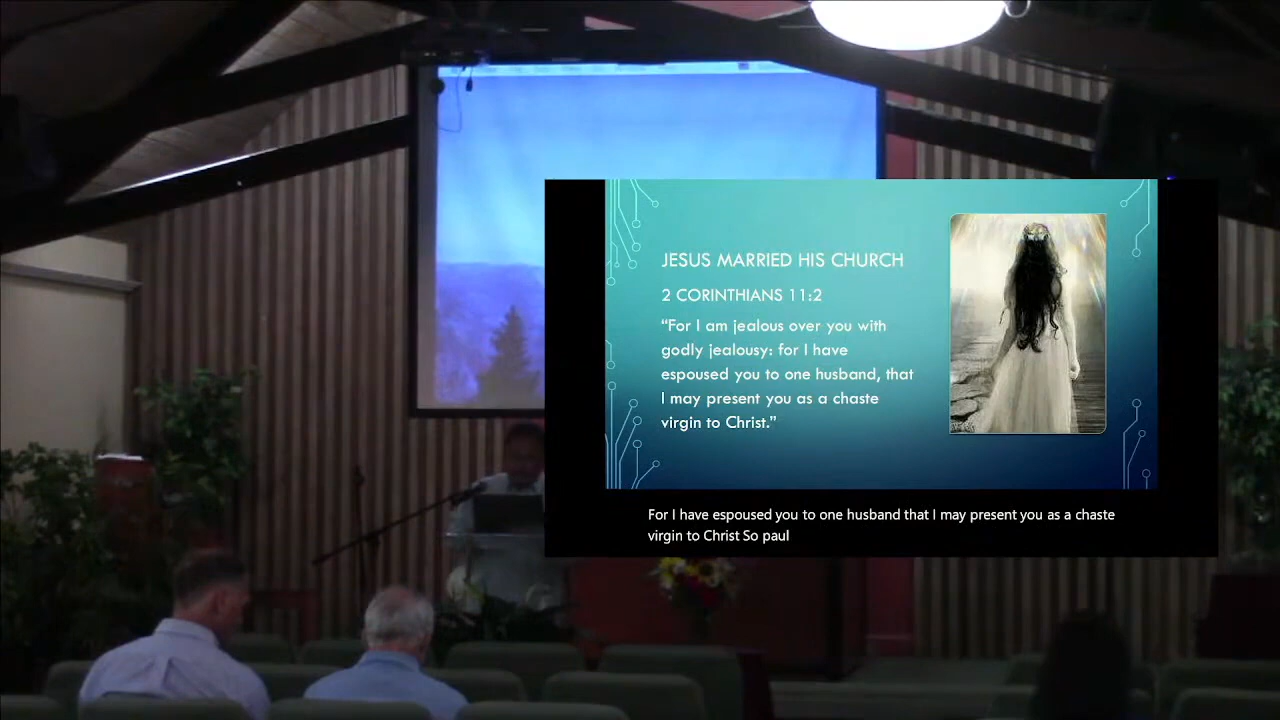 JESUS MARRIED HIS CHURCH
2 CORINTHIANS 11:2
“For I am jealous over you with
godly jealousy: for I have
espoused you to one husband, that
I may present you as a chaste
virgin to Christ.”
For I have espoused you to one husband that I may present you as a chaste
virgin to Christ So paul